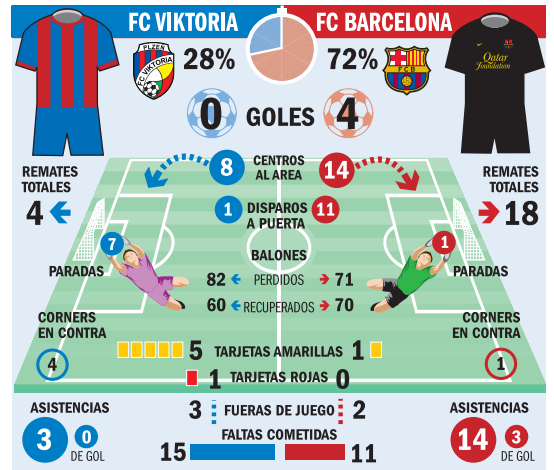 FC VIKTORIA
FC BARCELONA
PLZEN
FC VIKTORIA
28%
72%
FCB
Qatar
Foundation
0 GOLES 4
REMATES
TOTALES
4
8 CENTROS
AL AREA 14
REMATES
TOTALES
18
1 DISPAROS
A PUERTA 11
7
PARADAS
1
PARADAS
BALONES
82 PERDIDOS 71
60 RECUPERADOS 70
CORNERS
EN CONTRA
4
CORNERS
EN CONTRA
1
5 TARJETAS AMARILLAS 1
1 TARJETAS ROJAS 0
ASISTENCIAS
3 0
DE GOL
3 FUERAS DE JUEGO 2
FALTAS COMETIDAS
15 11
ASISTENCIAS
14 3
DE GOL